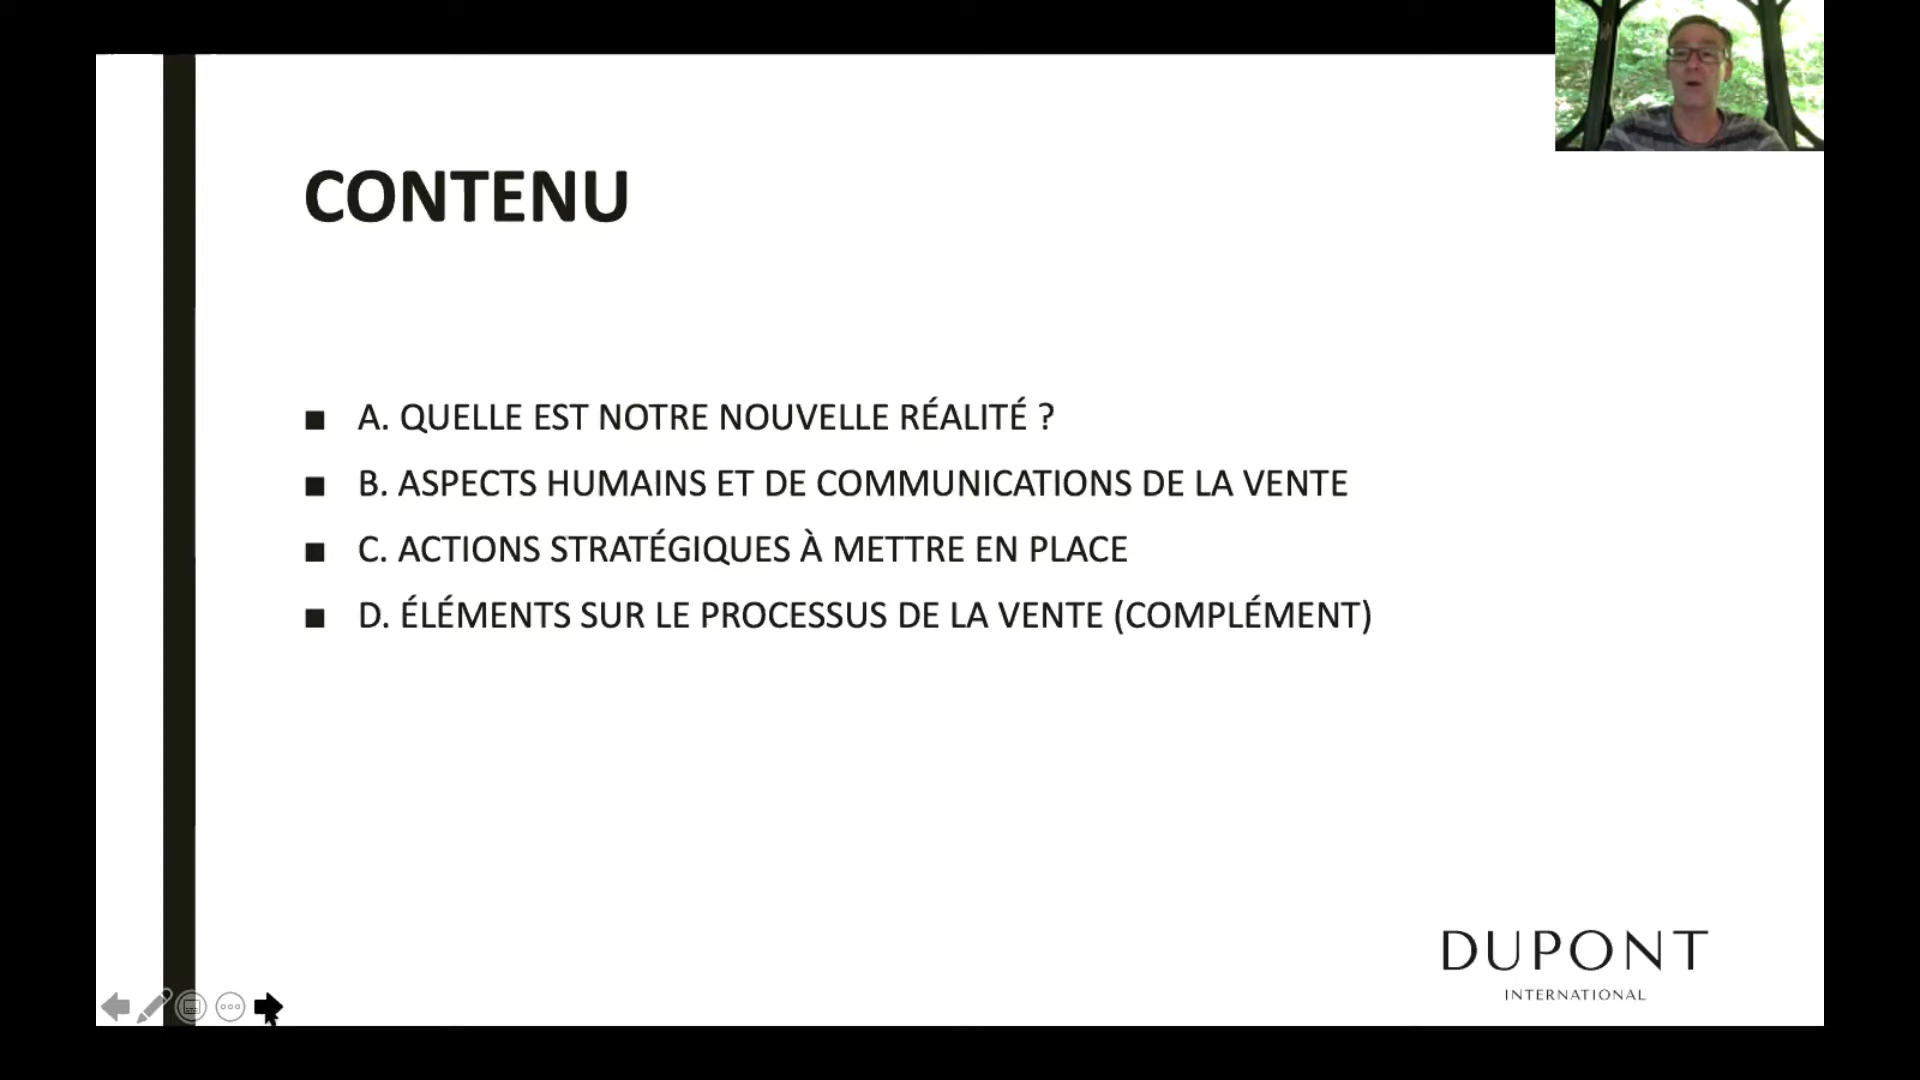 CONTENU
■ A. QUELLE EST NOTRE NOUVELLE RÉALITÉ ?
■ B. ASPECTS HUMAINS ET DE COMMUNICATIONS DE LA VENTE
■ C. ACTIONS STRATÉGIQUES À METTRE EN PLACE
■ D. ÉLÉMENTS SUR LE PROCESSUS DE LA VENTE (COMPLÉMENT)
DUPONT
INTERNATIONAL